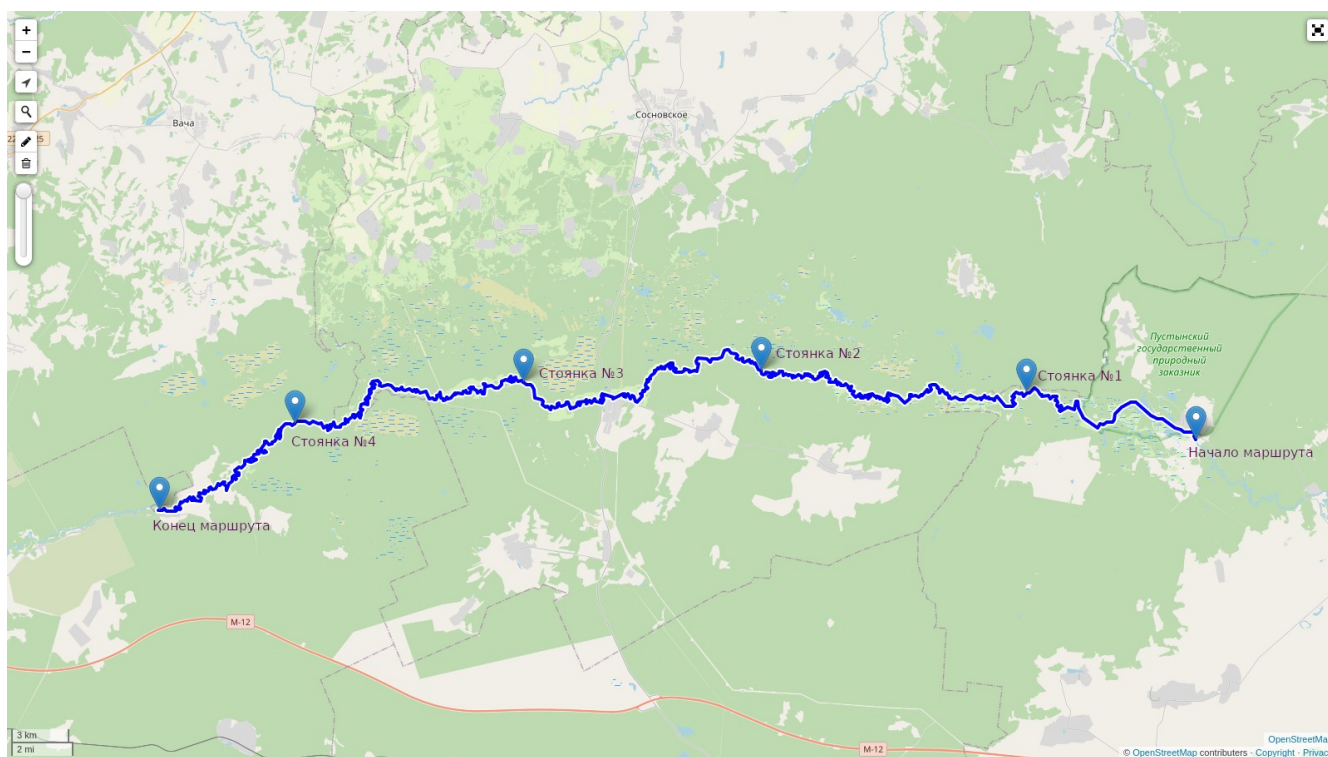 +
−
Вача
Сосновское
Пустынский
государственный
природный
заказник
Стоянка №2
Стоянка №1
Стоянка №3
Стоянка №4
Начало маршрута
Конец маршрута
М-12
М-12
3 km
2 mi
OpenStreetMa
© OpenStreetMap contributers - Copyright - Privac